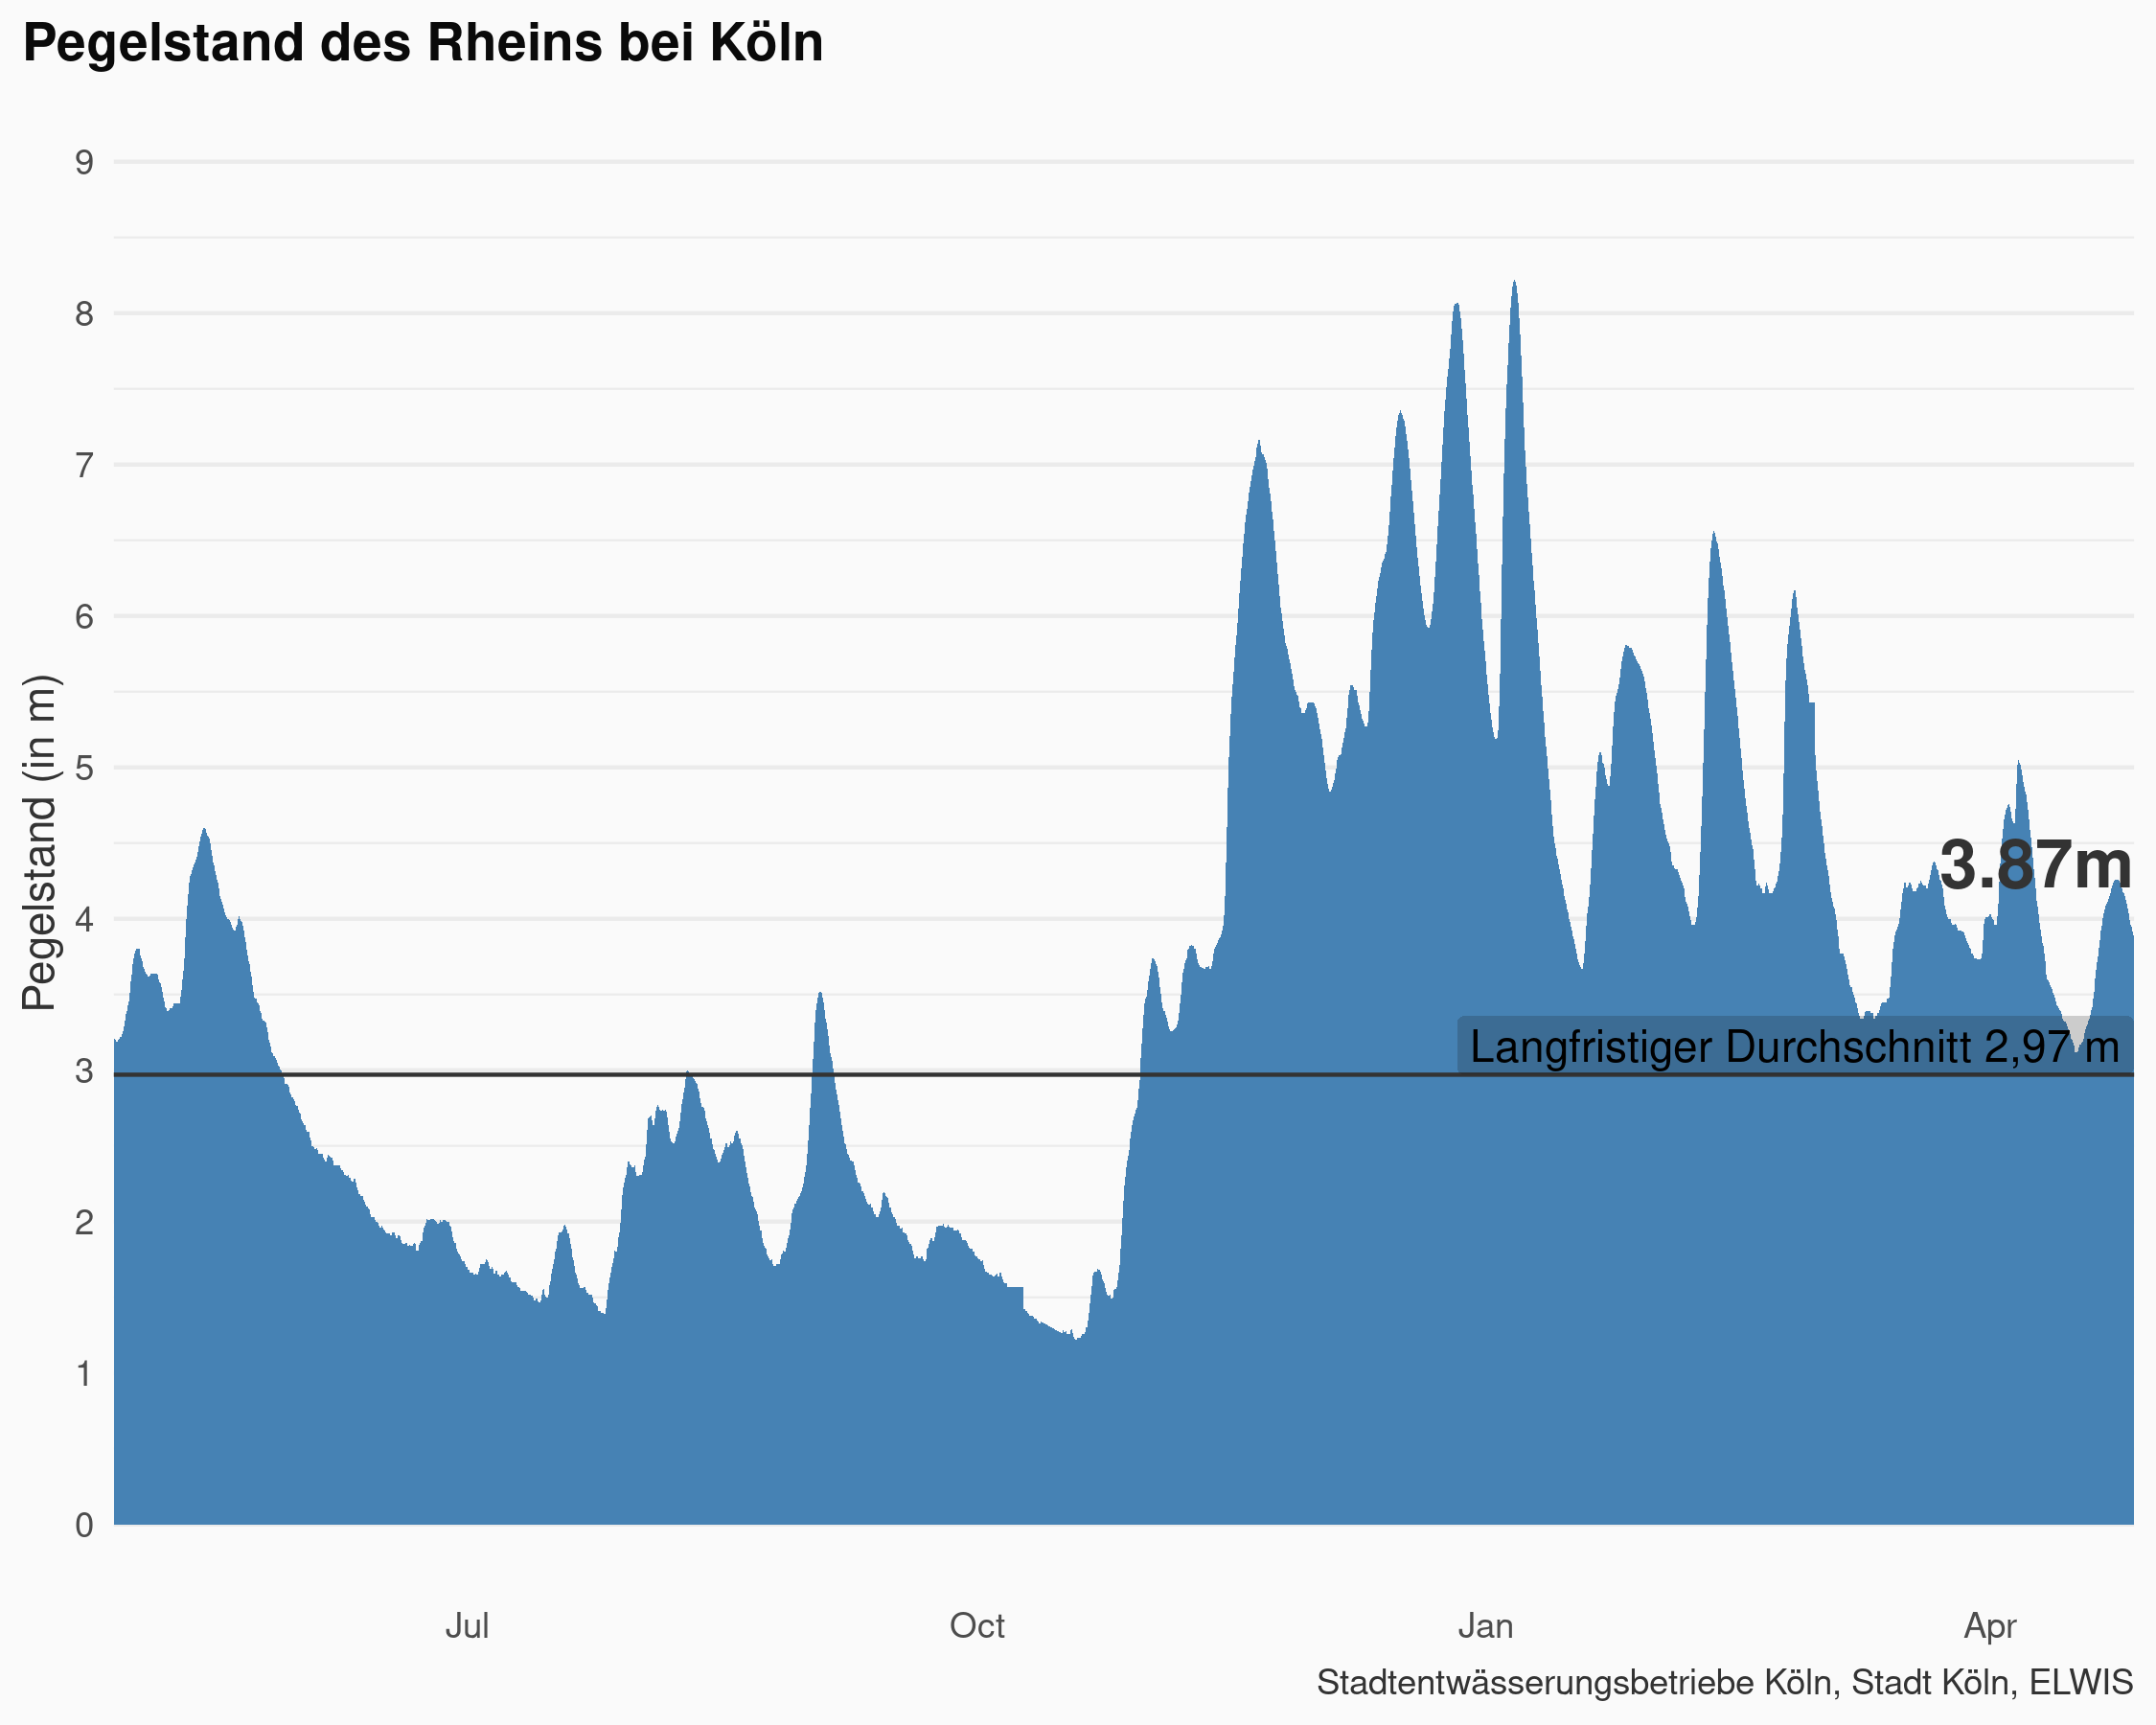 Pegelstand des Rheins bei Köln
Pegelstand (in m)
9
8
7
6
5
4
3
2
1
0
3.87m
Langfristiger Durchschnitt 2,97 m
Jul
Oct
Jan
Apr
Stadtentwässerungsbetriebe Köln, Stadt Köln, ELWIS